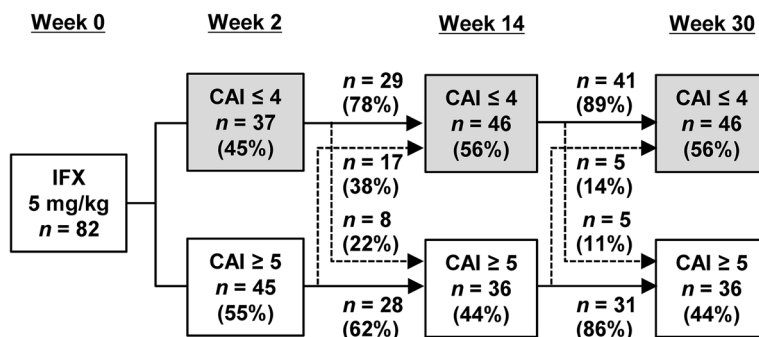 Week 0
Week 2
Week 14
Week 30
IFX
5 mg/kg
n = 82
CAI ≤ 4
n = 37
(45%)
CAI ≥ 5
n = 45
(55%)
n = 29
(78%)
n = 17
(38%)
n = 8
(22%)
n = 28
(62%)
CAI ≤ 4
n = 46
(56%)
CAI ≥ 5
n = 36
(44%)
n = 41
(89%)
n = 5
(14%)
n = 5
(11%)
n = 31
(86%)
CAI ≤ 4
n = 46
(56%)
CAI ≥ 5
n = 36
(44%)